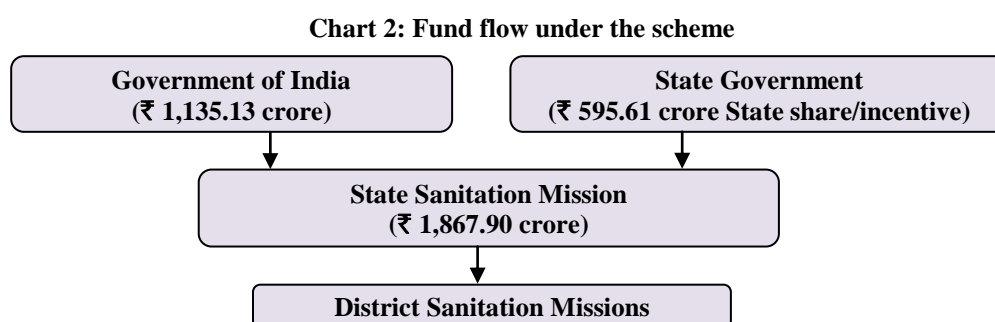 Chart 2: Fund flow under the scheme
Government of India
(₹ 1,135.13 crore)
State Government
(₹ 595.61 crore State share/incentive)
State Sanitation Mission
(₹ 1,867.90 crore)
District Sanitation Missions